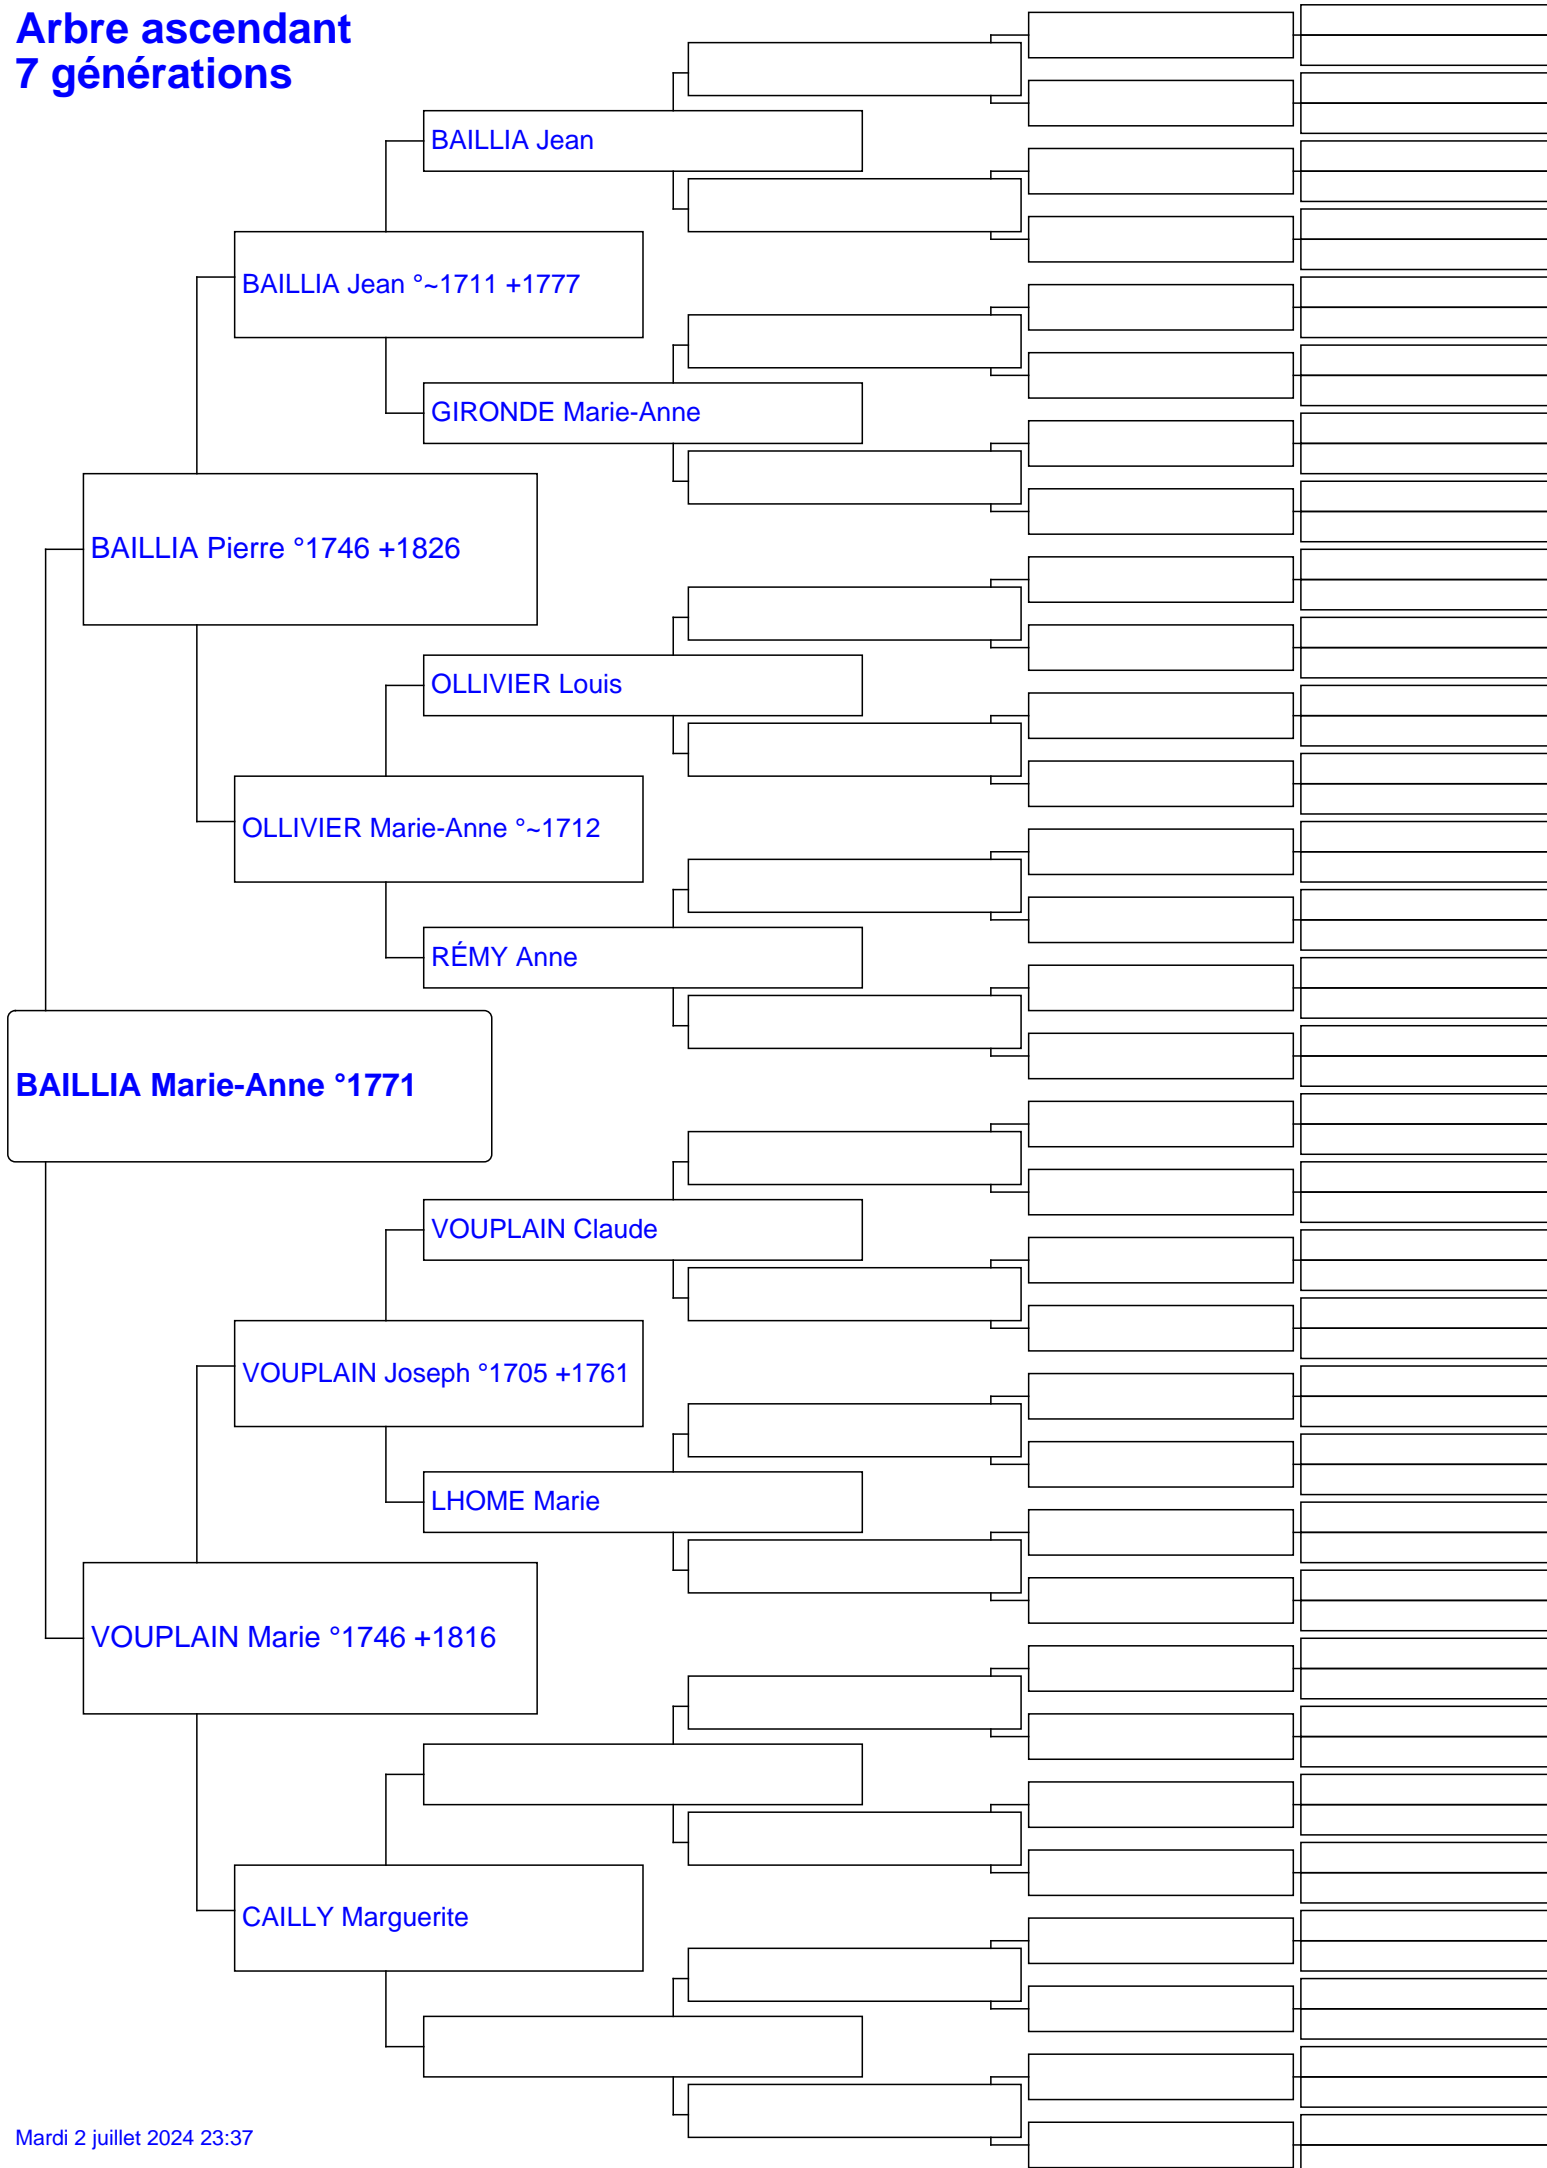 Arbre ascendant
7 générations
BAILLIA Jean
BAILLIA Jean °~1711 +1777
GIRONDE Marie-Anne
BAILLIA Pierre °1746 +1826
OLLIVIER Louis
OLLIVIER Marie-Anne °~1712
RÉMY Anne
BAILLIA Marie-Anne °1771
VOUPLAIN Claude
VOUPLAIN Joseph °1705 +1761
LHOME Marie
VOUPLAIN Marie °1746 +1816
CAILLY Marguerite
Mardi 2 juillet 2024 23:37